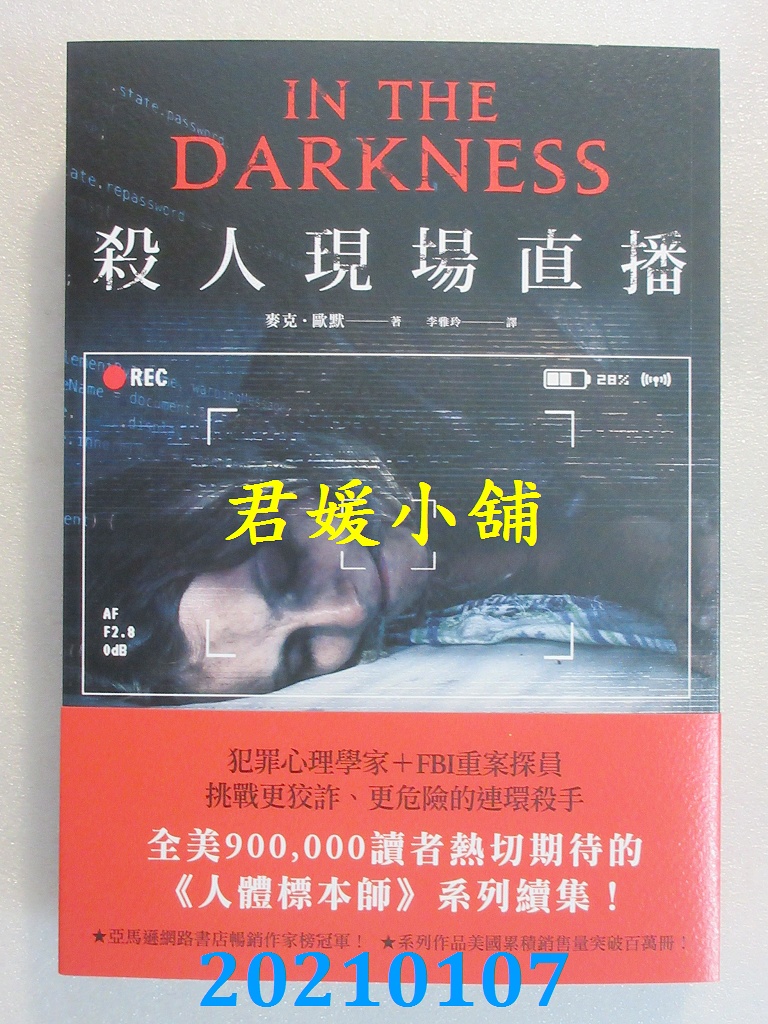 .state.password
ate.repassword
IN THE
DARKNESS
殺人現場直播
麥克·歐默——著 李雅玲——譯
REC
28%
warningMessage
= document.
君媛小舖
AF
F2.8
0dB
犯罪心理學家＋FBI重案探員
挑戰更狡詐、更危險的連環殺手
全美900,000讀者熱切期待的
《人體標本師》系列續集！
★亞馬遜網路書店暢銷作家榜冠軍！ ★系列作品美國累積銷售量突破百萬冊！
20210107